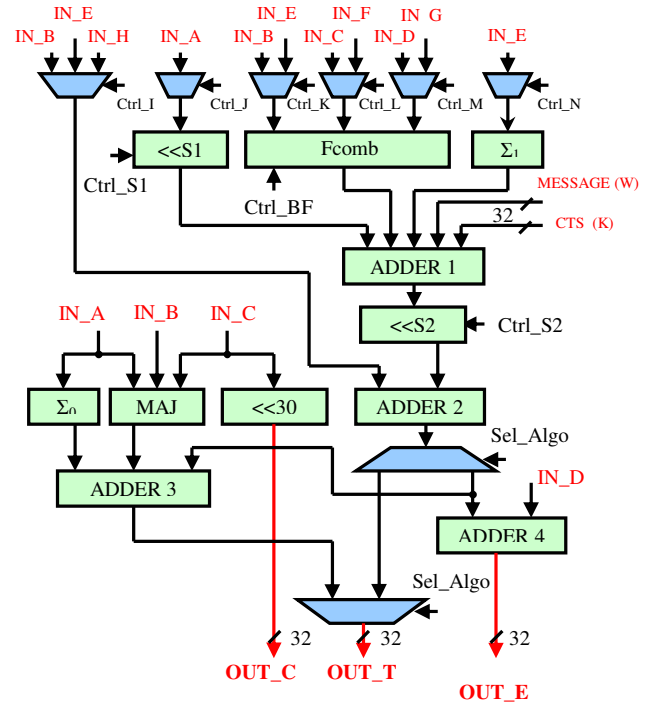 IN_E
IN_B IN_H
IN_A
IN_E
IN_B
IN_F
IN_C
IN_G
IN_D
IN_E
Ctrl_I
Ctrl_J
Ctrl_K
Ctrl_L
Ctrl_M
Ctrl_N
<<S1
Fcomb
Σ1
Ctrl_S1
Ctrl_BF
MESSAGE (W)
32
CTS (K)
ADDER 1
<<S2
Ctrl_S2
IN_A
IN_B
IN_C
Σ0
MAJ
<<30
ADDER 2
Sel_Algo
ADDER 3
IN_D
ADDER 4
Sel_Algo
32
32
32
OUT_C
OUT_T
OUT_E